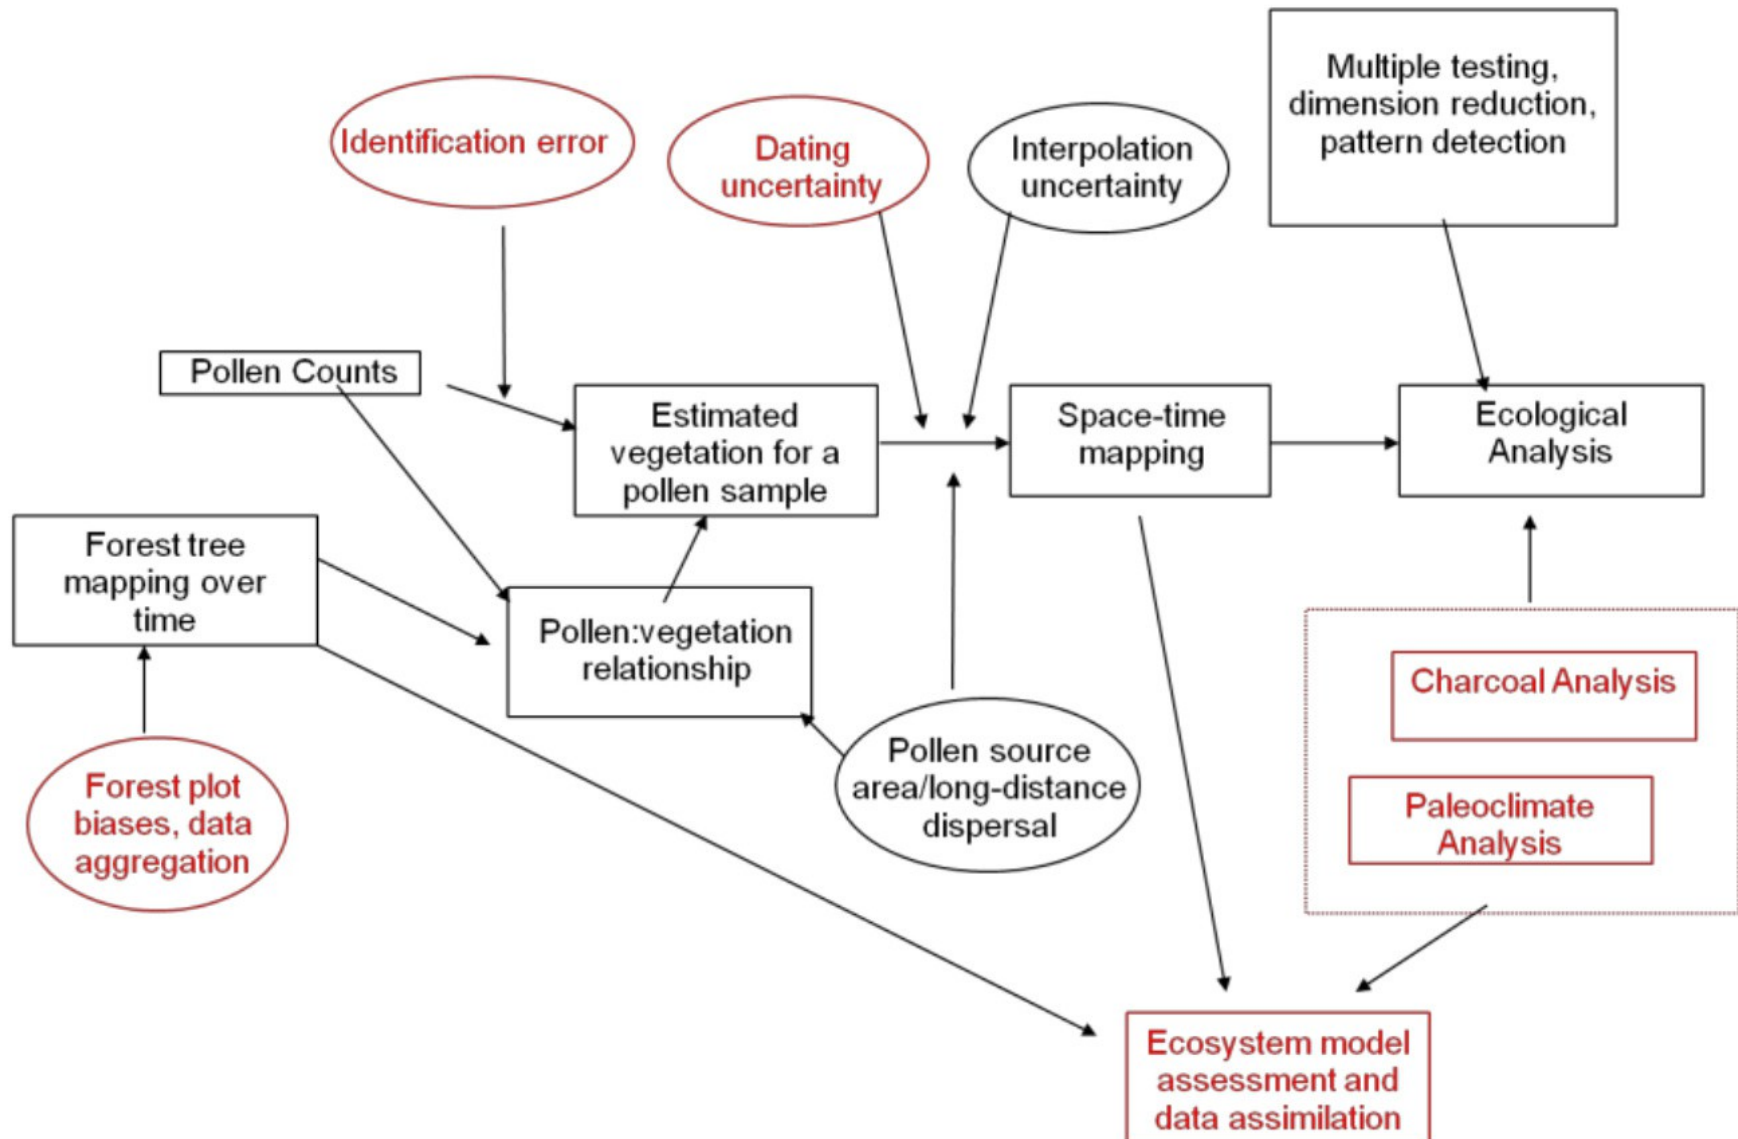 Multiple testing,
dimension reduction,
pattern detection
Identification error
Dating
uncertainty
Interpolation
uncertainty
Pollen Counts
Estimated
vegetation for a
pollen sample
Space-time
mapping
Ecological
Analysis
Forest tree
mapping over
time
Pollen:vegetation
relationship
Charcoal Analysis
Pollen source
area/long-distance
dispersal
Forest plot
biases, data
aggregation
Paleoclimate
Analysis
Ecosystem model
assessment and
data assimilation